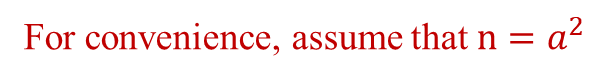 For convenience, assume that n = a²